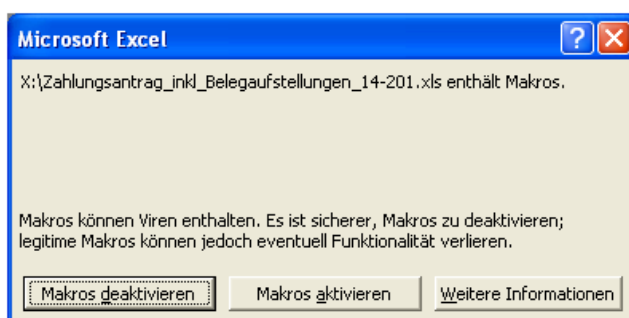 Microsoft Excel
X:\Zahlungsantrag_inkl_Belegaufstellungen_14-201.xls enthält Makros.
Makros können Viren enthalten. Es ist sicherer, Makros zu deaktivieren;
legitime Makros können jedoch eventuell Funktionalität verlieren.
Makros deaktivieren Makros aktivieren Weitere Informationen